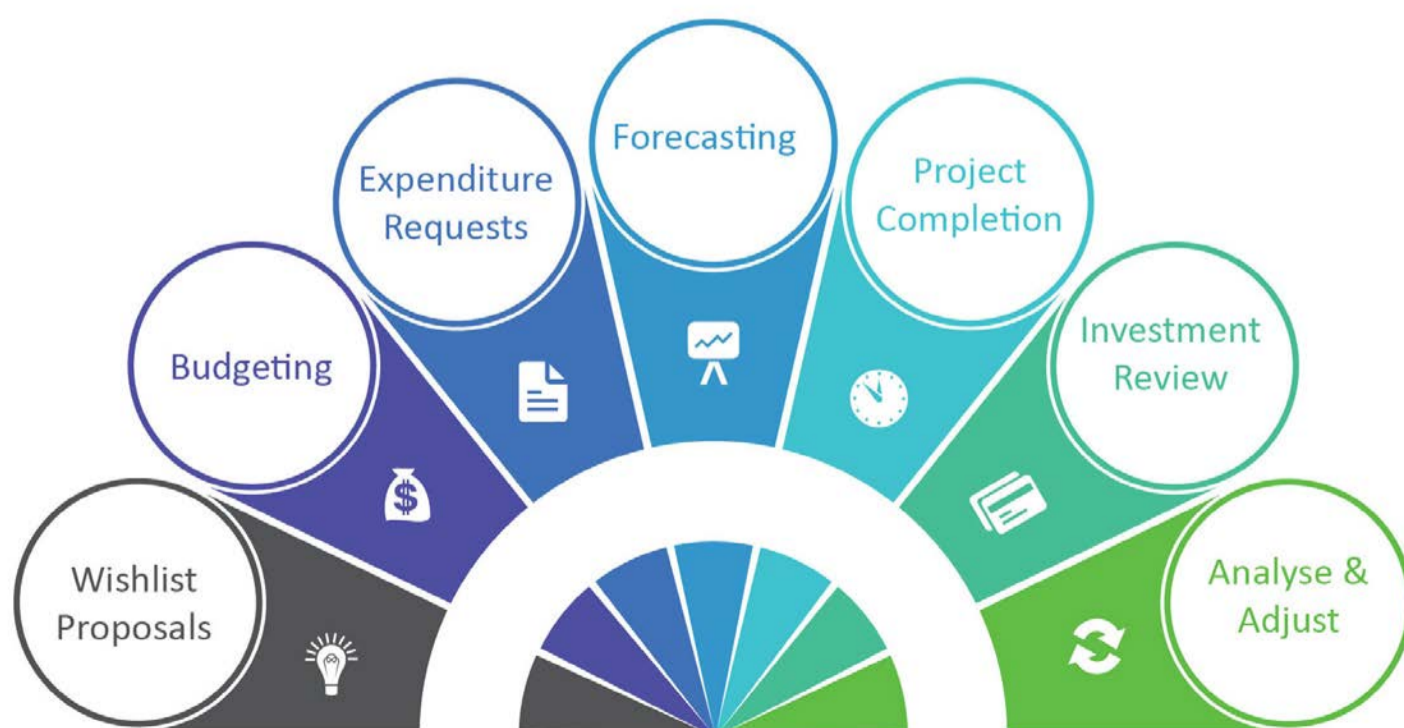 Wishlist
Proposals
Budgeting
Expenditure
Requests
Forecasting
Project
Completion
Investment
Review
Analyse &
Adjust
$